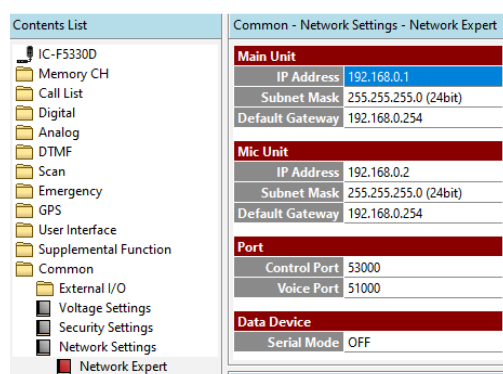 Contents List
IC-F5330D
Memory CH
Call List
Digital
Analog
DTMF
Scan
Emergency
GPS
User Interface
Supplemental Function
Common
External I/O
Voltage Settings
Security Settings
Network Settings
Network Expert
Common - Network Settings - Network Expert
Main Unit
IP Address 192.168.0.1
Subnet Mask 255.255.255.0 (24bit)
Default Gateway 192.168.0.254
Mic Unit
IP Address 192.168.0.2
Subnet Mask 255.255.255.0 (24bit)
Default Gateway 192.168.0.254
Port
Control Port 53000
Voice Port 51000
Data Device
Serial Mode OFF